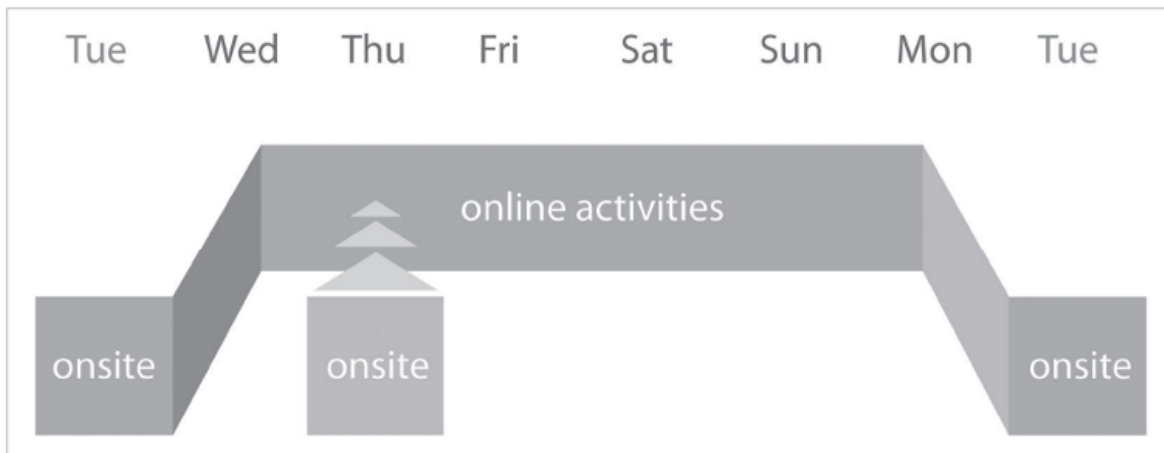 Tue Wed Thu Fri Sat Sun Mon Tue
online activities
onsite onsite onsite